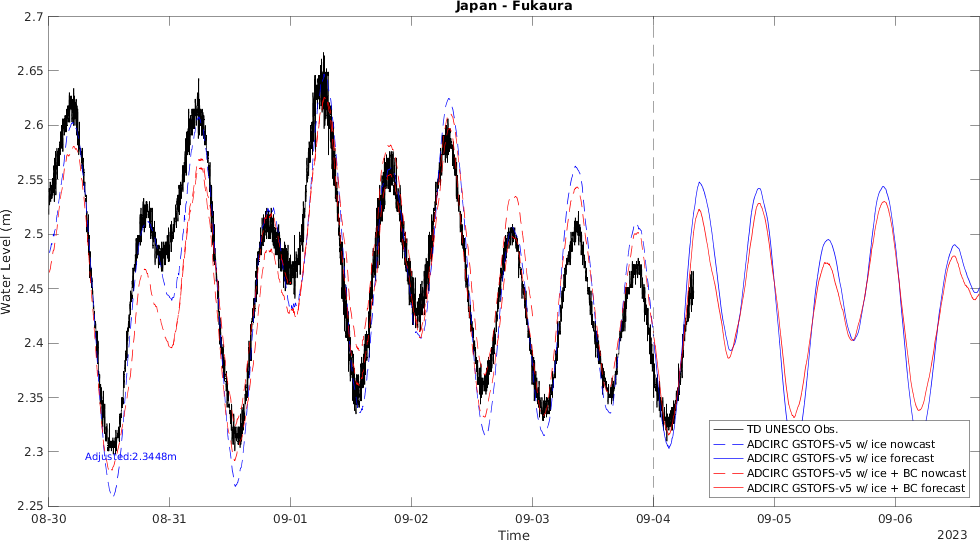 Japan - Fukaura
2.7
2.65
2.6
2.55
2.5
2.45
2.4
2.35
2.3
2.25
Water Level (m)
Adjusted:2.3448m
TD UNESCO Obs.
ADCIRC GSTOFS-v5 w/ ice nowcast
ADCIRC GSTOFS-v5 w/ ice forecast
ADCIRC GSTOFS-v5 w/ ice + BC nowcast
ADCIRC GSTOFS-v5 w/ ice + BC forecast
08-30 08-31 09-01 09-02 09-03 09-04 09-05 09-06
Time
2023